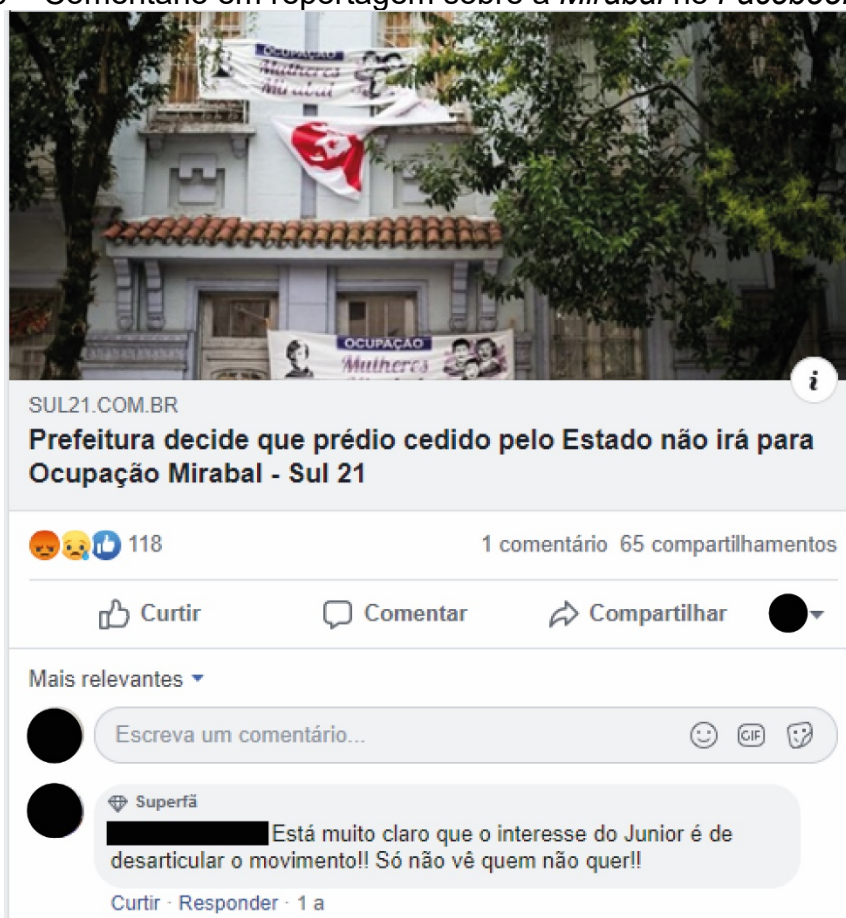 Comentário em reportagem sobre a Mirabal no Facebook
OCUPAÇÃO
Mulheres
Mirabal
OCUPAÇÃO
Mulheres
SUL21.COM.BR
Prefeitura decide que prédio cedido pelo Estado não irá para
Ocupação Mirabal - Sul 21
118
1 comentário 65 compartilhamentos
Curtir
Comentar
Compartilhar
Mais relevantes
Escreva um comentário...
GIF
Superfã
Está muito claro que o interesse do Junior é de
desarticular o movimento!! Só não vê quem não quer!!
Curtir · Responder · 1 a